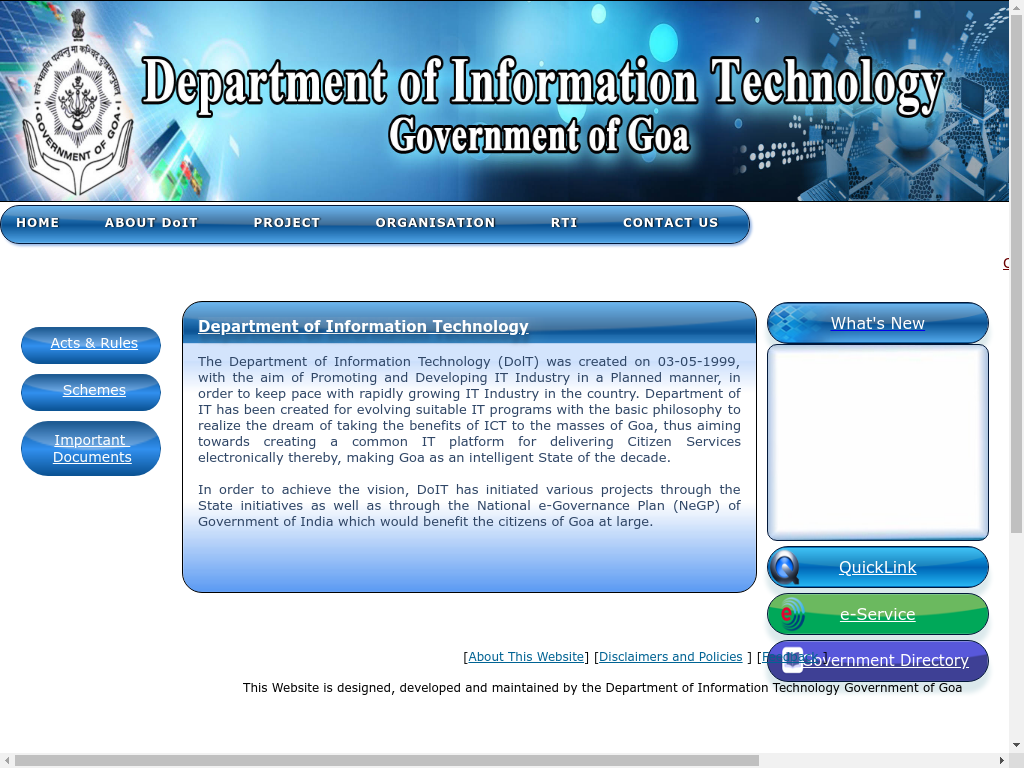 Department of Information Technology
Government of Goa
GOVERNMENT OF GOA
HOME ABOUT DoIT PROJECT ORGANISATION RTI CONTACT US
Acts & Rules
Schemes
Important
Documents
Department of Information Technology
The Department of Information Technology (DoIT) was created on 03-05-1999,
with the aim of Promoting and Developing IT Industry in a Planned manner, in
order to keep pace with rapidly growing IT Industry in the country. Department of
IT has been created for evolving suitable IT programs with the basic philosophy to
realize the dream of taking the benefits of ICT to the masses of Goa, thus aiming
towards creating a common IT platform for delivering Citizen Services
electronically thereby, making Goa as an intelligent State of the decade.
In order to achieve the vision, DoIT has initiated various projects through the
State initiatives as well as through the National e-Governance Plan (NeGP) of
Government of India which would benefit the citizens of Goa at large.
What's New
QuickLink
e-Service
Government Directory
[About This Website] [Disclaimers and Policies ] [Feedback ]
This Website is designed, developed and maintained by the Department of Information Technology Government of Goa